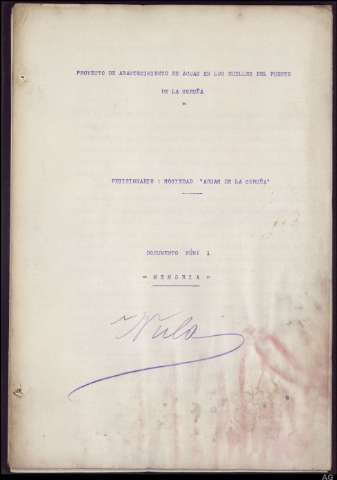 PROYECTO DE ABASTECIMIENTO DE AGUAS EN LOS MUELLES DEL PUERTO
DE LA CORUÑA
PETICIONARIO : SOCIEDAD "AGUAS DE LA CORUÑA"
DOCUMENTO NÚM: 1
= MEMORIA =
Nulo
AG